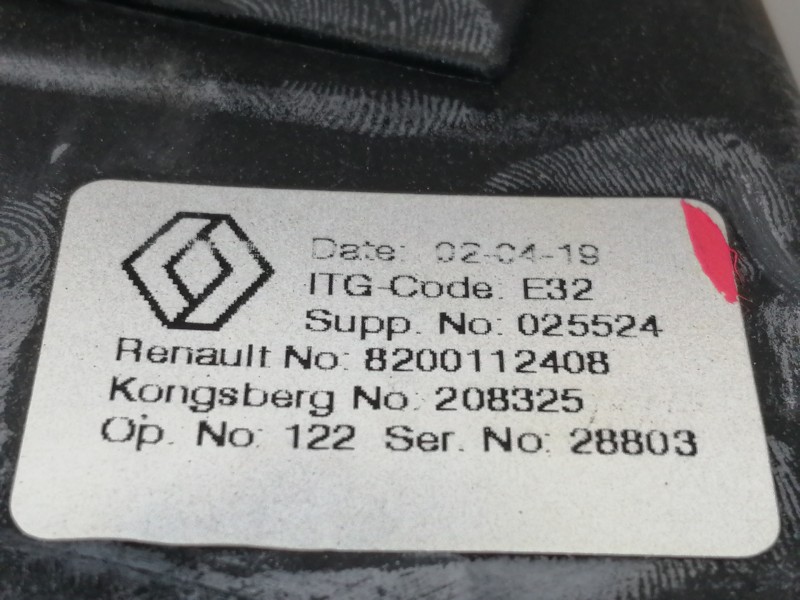 Date: 02-04-19
ITG-Code: E32
Supp. No: 025524
Renault No: 8200112408
Kongsberg No: 208325
Op. No: 122 Ser. No: 28803